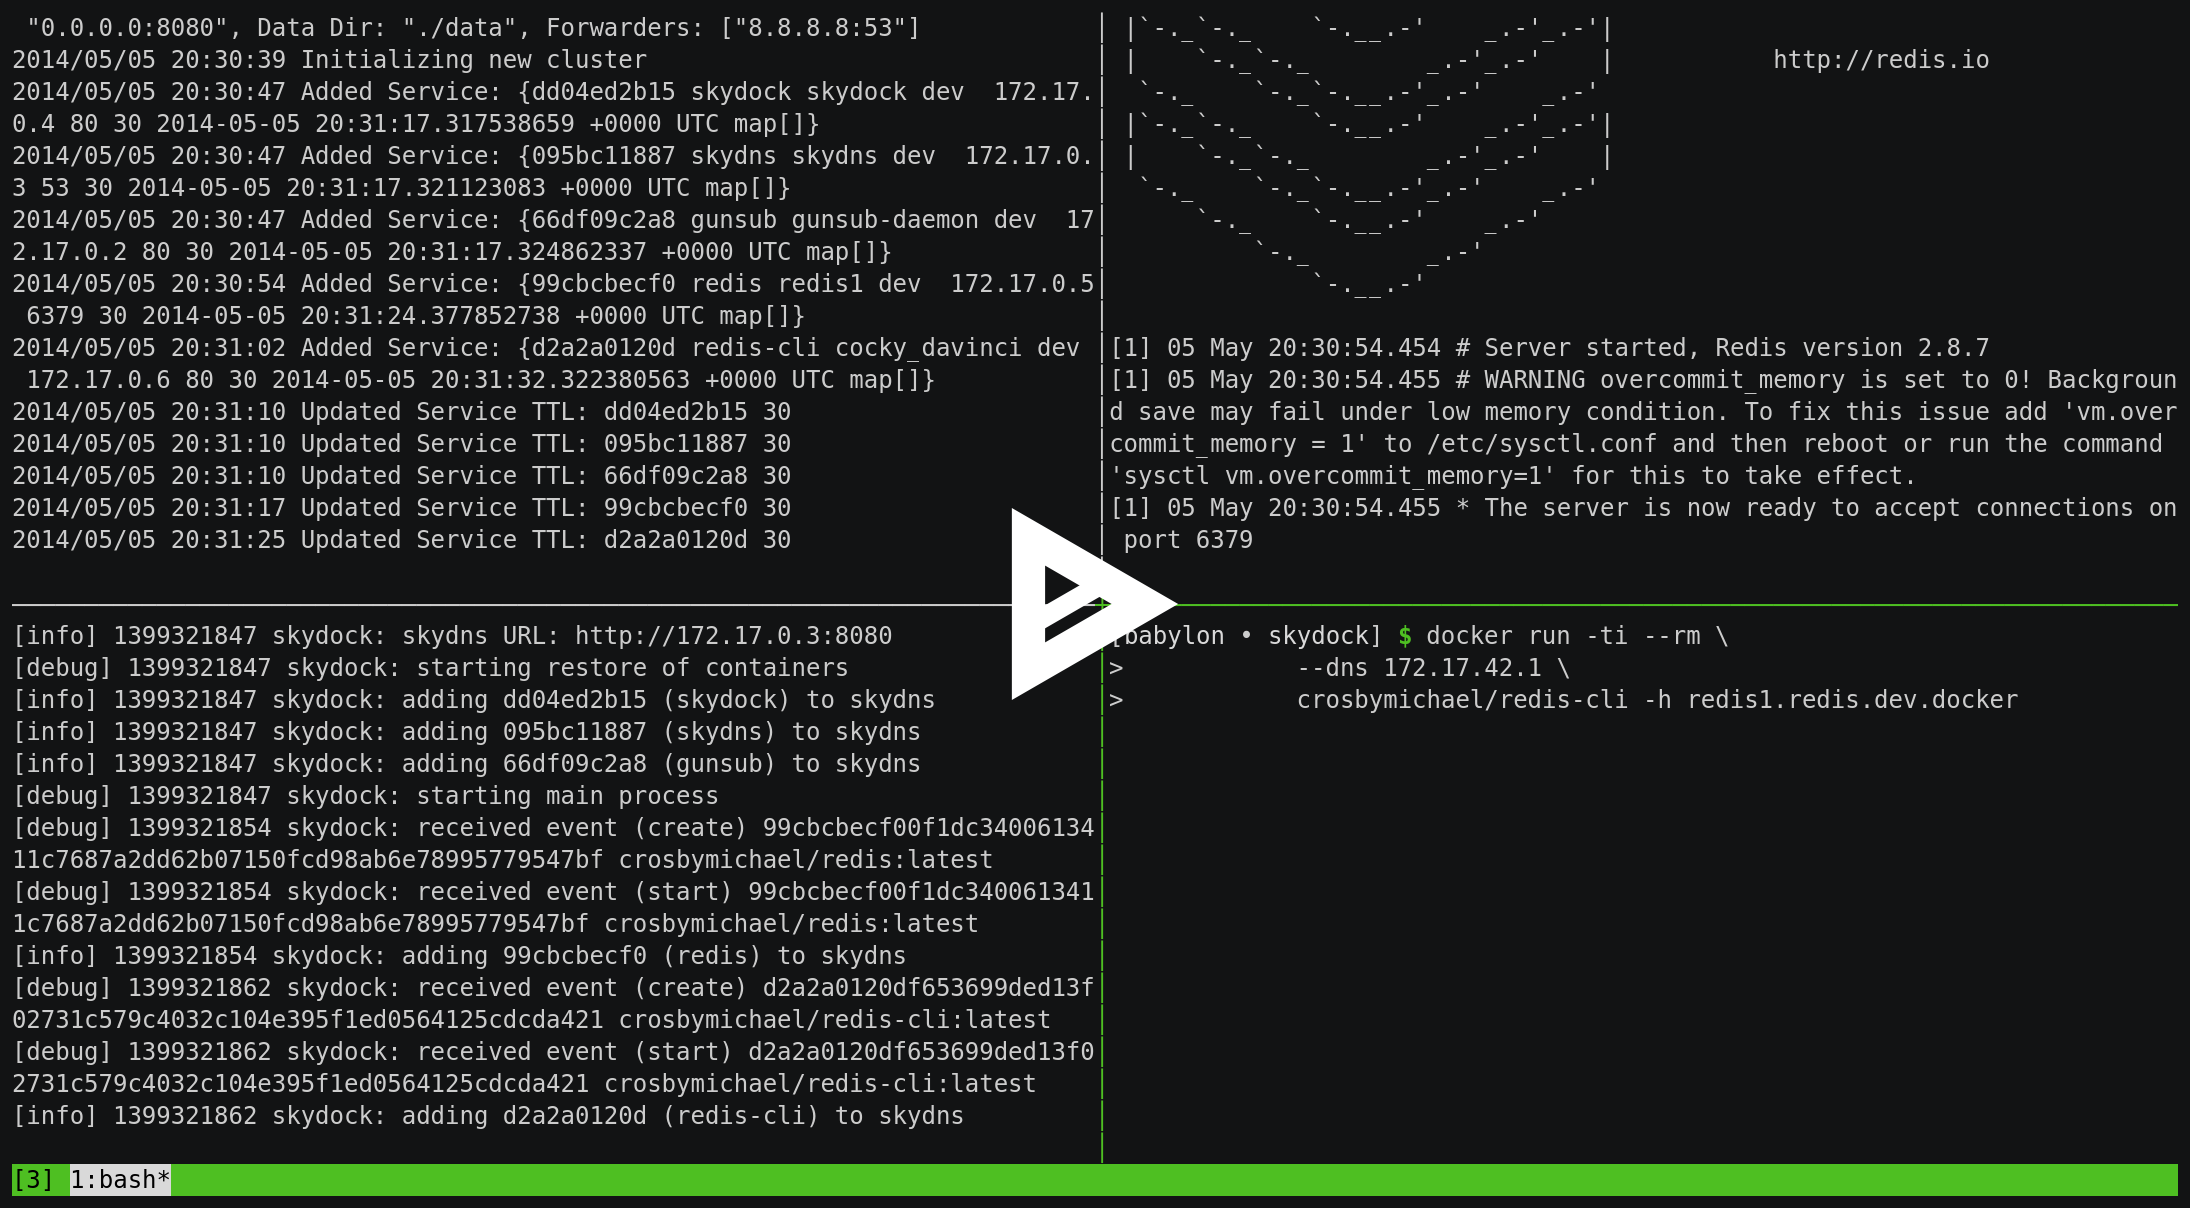 "0.0.0.0:8080", Data Dir: "./data", Forwarders: ["8.8.8.8:53"]
2014/05/05 20:30:39 Initializing new cluster
2014/05/05 20:30:47 Added Service: {dd04ed2b15 skydock skydock dev  172.17.
0.4 80 30 2014-05-05 20:31:17.317538659 +0000 UTC map[]}
2014/05/05 20:30:47 Added Service: {095bc11887 skydns skydns dev  172.17.0.
3 53 30 2014-05-05 20:31:17.321123083 +0000 UTC map[]}
2014/05/05 20:30:47 Added Service: {66df09c2a8 gunsub gunsub-daemon dev  17
2.17.0.2 80 30 2014-05-05 20:31:17.324862337 +0000 UTC map[]}
2014/05/05 20:30:54 Added Service: {99cbcbecf0 redis redis1 dev  172.17.0.5
 6379 30 2014-05-05 20:31:24.377852738 +0000 UTC map[]}
2014/05/05 20:31:02 Added Service: {d2a2a0120d redis-cli cocky_davinci dev
 172.17.0.6 80 30 2014-05-05 20:31:32.322380563 +0000 UTC map[]}
2014/05/05 20:31:10 Updated Service TTL: dd04ed2b15 30
2014/05/05 20:31:10 Updated Service TTL: 095bc11887 30
2014/05/05 20:31:10 Updated Service TTL: 66df09c2a8 30
2014/05/05 20:31:17 Updated Service TTL: 99cbcbecf0 30
2014/05/05 20:31:25 Updated Service TTL: d2a2a0120d 30
http://redis.io
[1] 05 May 20:30:54.454 # Server started, Redis version 2.8.7
[1] 05 May 20:30:54.455 # WARNING overcommit_memory is set to 0! Backgroun
d save may fail under low memory condition. To fix this issue add 'vm.over
commit_memory = 1' to /etc/sysctl.conf and then reboot or run the command
'sysctl vm.overcommit_memory=1' for this to take effect.
[1] 05 May 20:30:54.455 * The server is now ready to accept connections on
 port 6379
[info] 1399321847 skydock: skydns URL: http://172.17.0.3:8080
[debug] 1399321847 skydock: starting restore of containers
[info] 1399321847 skydock: adding dd04ed2b15 (skydock) to skydns
[info] 1399321847 skydock: adding 095bc11887 (skydns) to skydns
[info] 1399321847 skydock: adding 66df09c2a8 (gunsub) to skydns
[debug] 1399321847 skydock: starting main process
[debug] 1399321854 skydock: received event (create) 99cbcbecf00f1dc34006134
11c7687a2dd62b07150fcd98ab6e78995779547bf crosbymichael/redis:latest
[debug] 1399321854 skydock: received event (start) 99cbcbecf00f1dc340061341
1c7687a2dd62b07150fcd98ab6e78995779547bf crosbymichael/redis:latest
[info] 1399321854 skydock: adding 99cbcbecf0 (redis) to skydns
[debug] 1399321862 skydock: received event (create) d2a2a0120df653699ded13f
02731c579c4032c104e395f1ed0564125cdcda421 crosbymichael/redis-cli:latest
[debug] 1399321862 skydock: received event (start) d2a2a0120df653699ded13f0
2731c579c4032c104e395f1ed0564125cdcda421 crosbymichael/redis-cli:latest
[info] 1399321862 skydock: adding d2a2a0120d (redis-cli) to skydns
[babylon • skydock] $ docker run -ti --rm \
>            --dns 172.17.42.1 \
>            crosbymichael/redis-cli -h redis1.redis.dev.docker
[3] 1:bash*